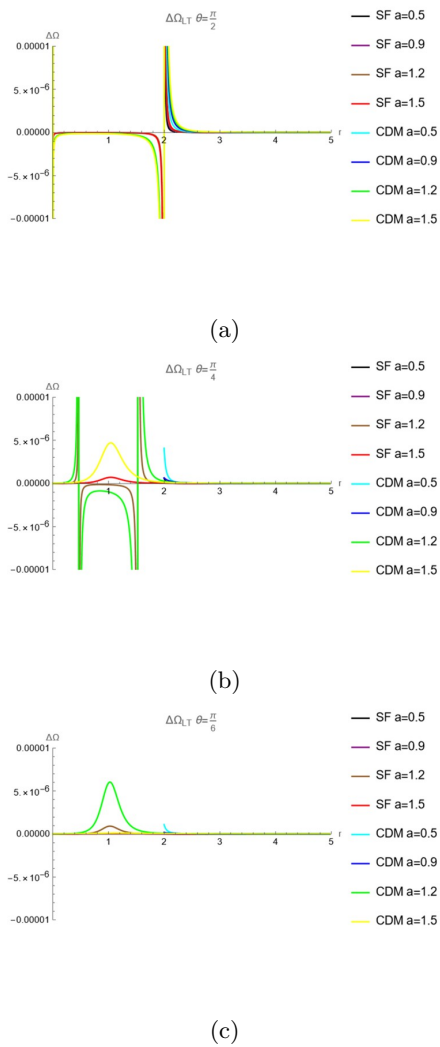 ΔΩ_LT θ=π/2
ΔΩ
0.00001
5.×10⁻⁶
0.00000
-5.×10⁻⁶
-0.00001
1 2 3 4 5 r
SF a=0.5
SF a=0.9
SF a=1.2
SF a=1.5
CDM a=0.5
CDM a=0.9
CDM a=1.2
CDM a=1.5
(a)
ΔΩ_LT θ=π/4
ΔΩ
0.00001
5.×10⁻⁶
0.00000
-5.×10⁻⁶
-0.00001
1 2 3 4 5 r
SF a=0.5
SF a=0.9
SF a=1.2
SF a=1.5
CDM a=0.5
CDM a=0.9
CDM a=1.2
CDM a=1.5
(b)
ΔΩ_LT θ=π/6
ΔΩ
0.00001
5.×10⁻⁶
0.00000
-5.×10⁻⁶
-0.00001
1 2 3 4 5 r
SF a=0.5
SF a=0.9
SF a=1.2
SF a=1.5
CDM a=0.5
CDM a=0.9
CDM a=1.2
CDM a=1.5
(c)